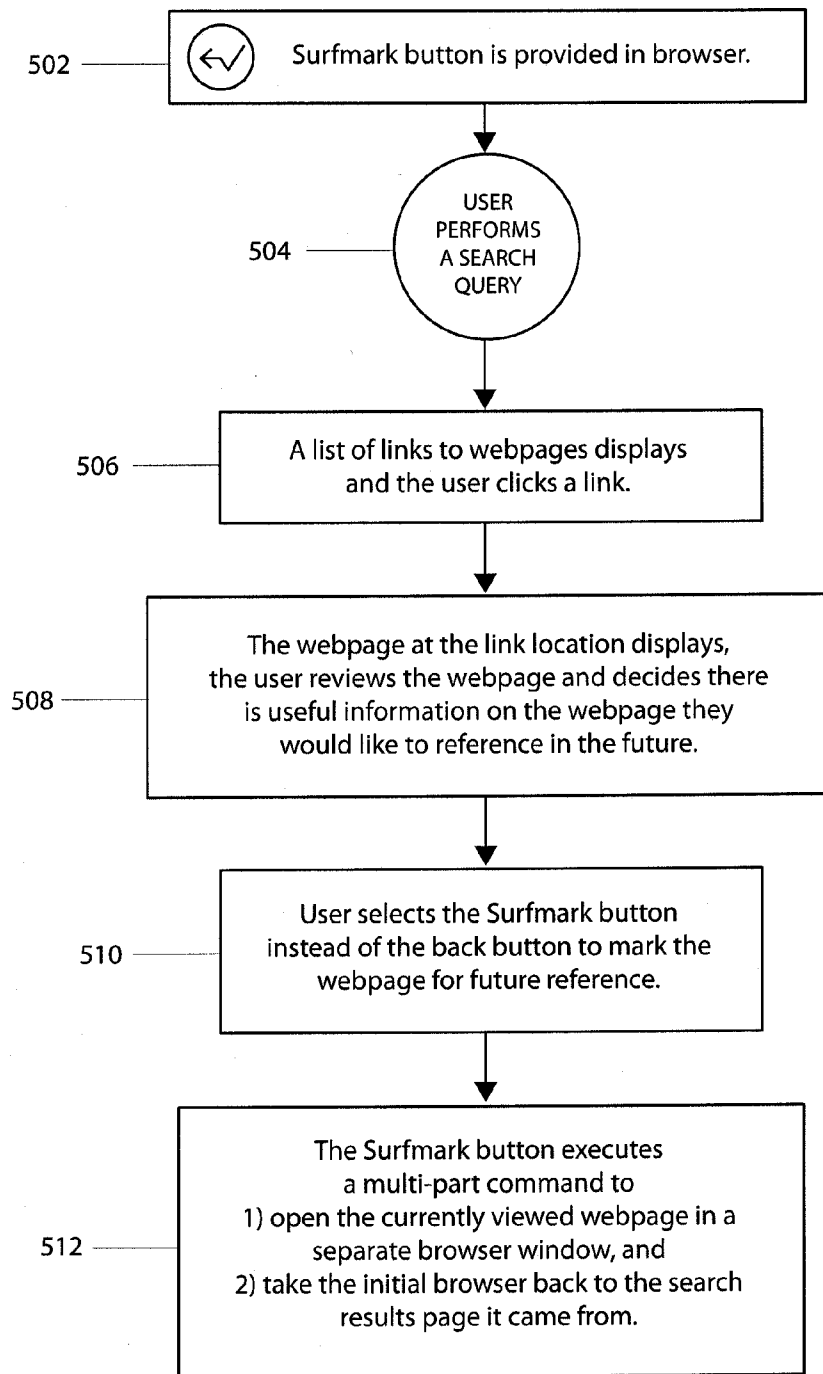 502
Surfmark button is provided in browser.
USER
PERFORMS
A SEARCH
QUERY
504
506
A list of links to webpages displays
and the user clicks a link.
508
The webpage at the link location displays,
the user reviews the webpage and decides there
is useful information on the webpage they
would like to reference in the future.
510
User selects the Surfmark button
instead of the back button to mark the
webpage for future reference.
512
The Surfmark button executes
a multi-part command to
1) open the currently viewed webpage in a
separate browser window, and
2) take the initial browser back to the search
results page it came from.